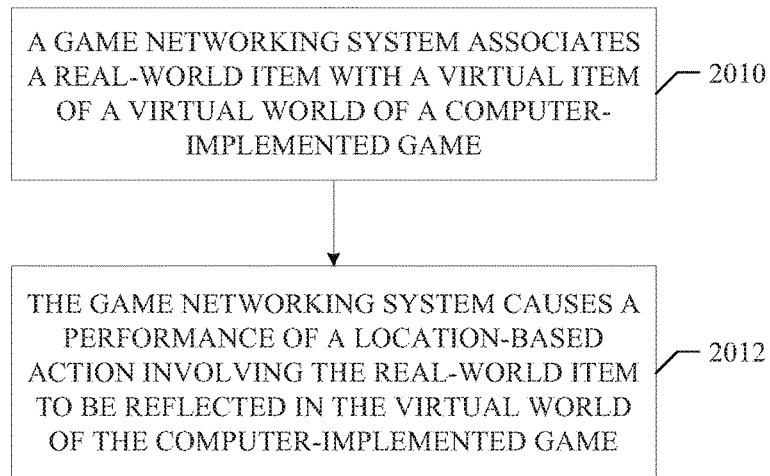 A GAME NETWORKING SYSTEM ASSOCIATES
A REAL-WORLD ITEM WITH A VIRTUAL ITEM
OF A VIRTUAL WORLD OF A COMPUTER-
IMPLEMENTED GAME
2010
THE GAME NETWORKING SYSTEM CAUSES A
PERFORMANCE OF A LOCATION-BASED
ACTION INVOLVING THE REAL-WORLD ITEM
TO BE REFLECTED IN THE VIRTUAL WORLD
OF THE COMPUTER-IMPLEMENTED GAME
2012